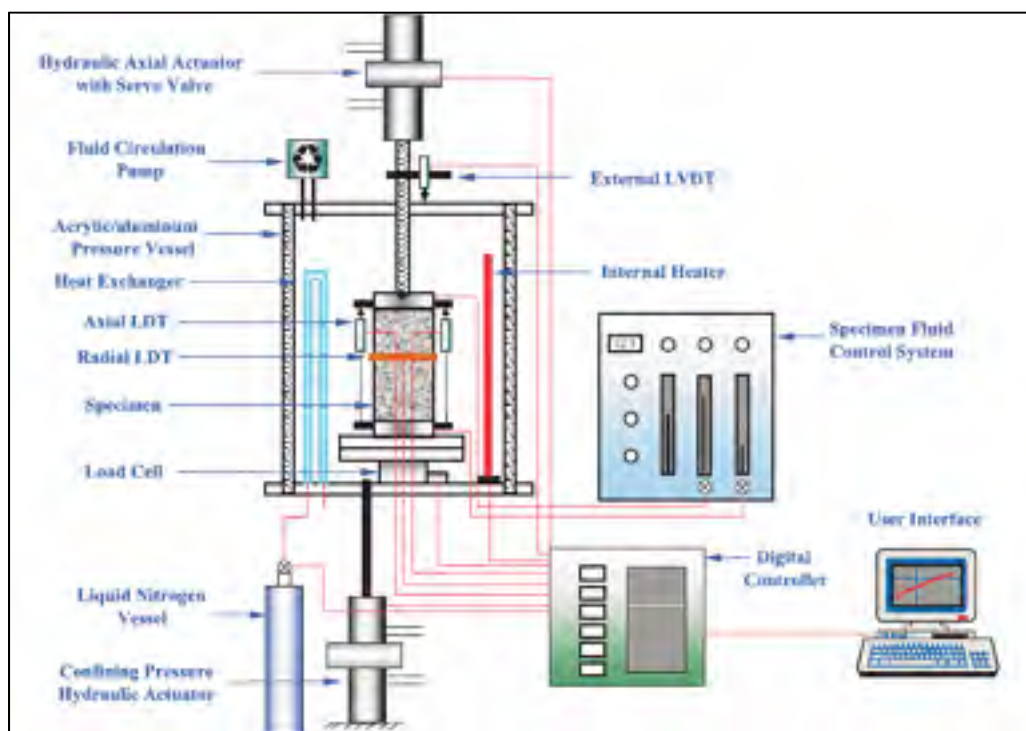 Hydraulic Axial Actuator
with Servo Valve
Fluid Circulation
Pump
External LVDT
Acrylic/aluminum
Pressure Vessel
Heat Exchanger
Internal Heater
Axial LDT
Radial LDT
Specimen Fluid
Control System
Specimen
Load Cell
User Interface
Digital
Controller
Liquid Nitrogen
Vessel
Confining Pressure
Hydraulic Actuator